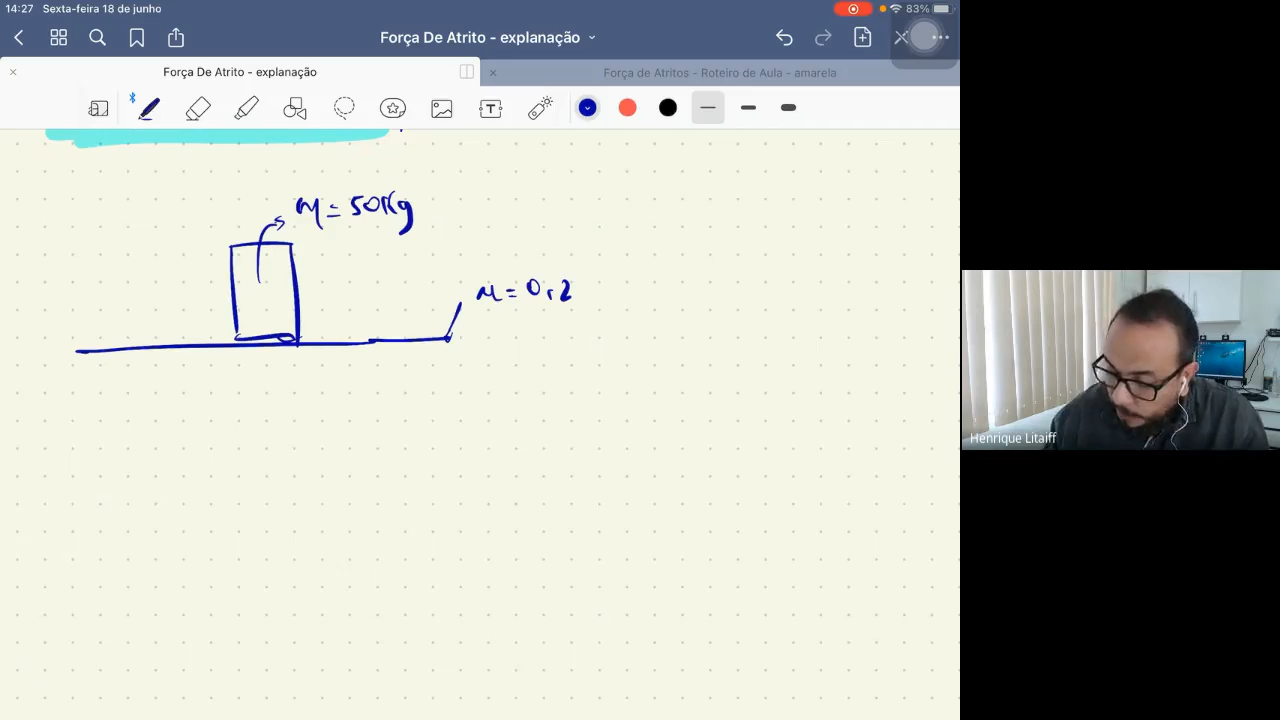 14:27 Sexta-feira 18 de junho
83%
Força De Atrito - explanação
Força De Atrito - explanação
Força de Atritos - Roteiro de Aula - amarela
T
m = 50Kg
μ = 0,2
Henrique Litaiff